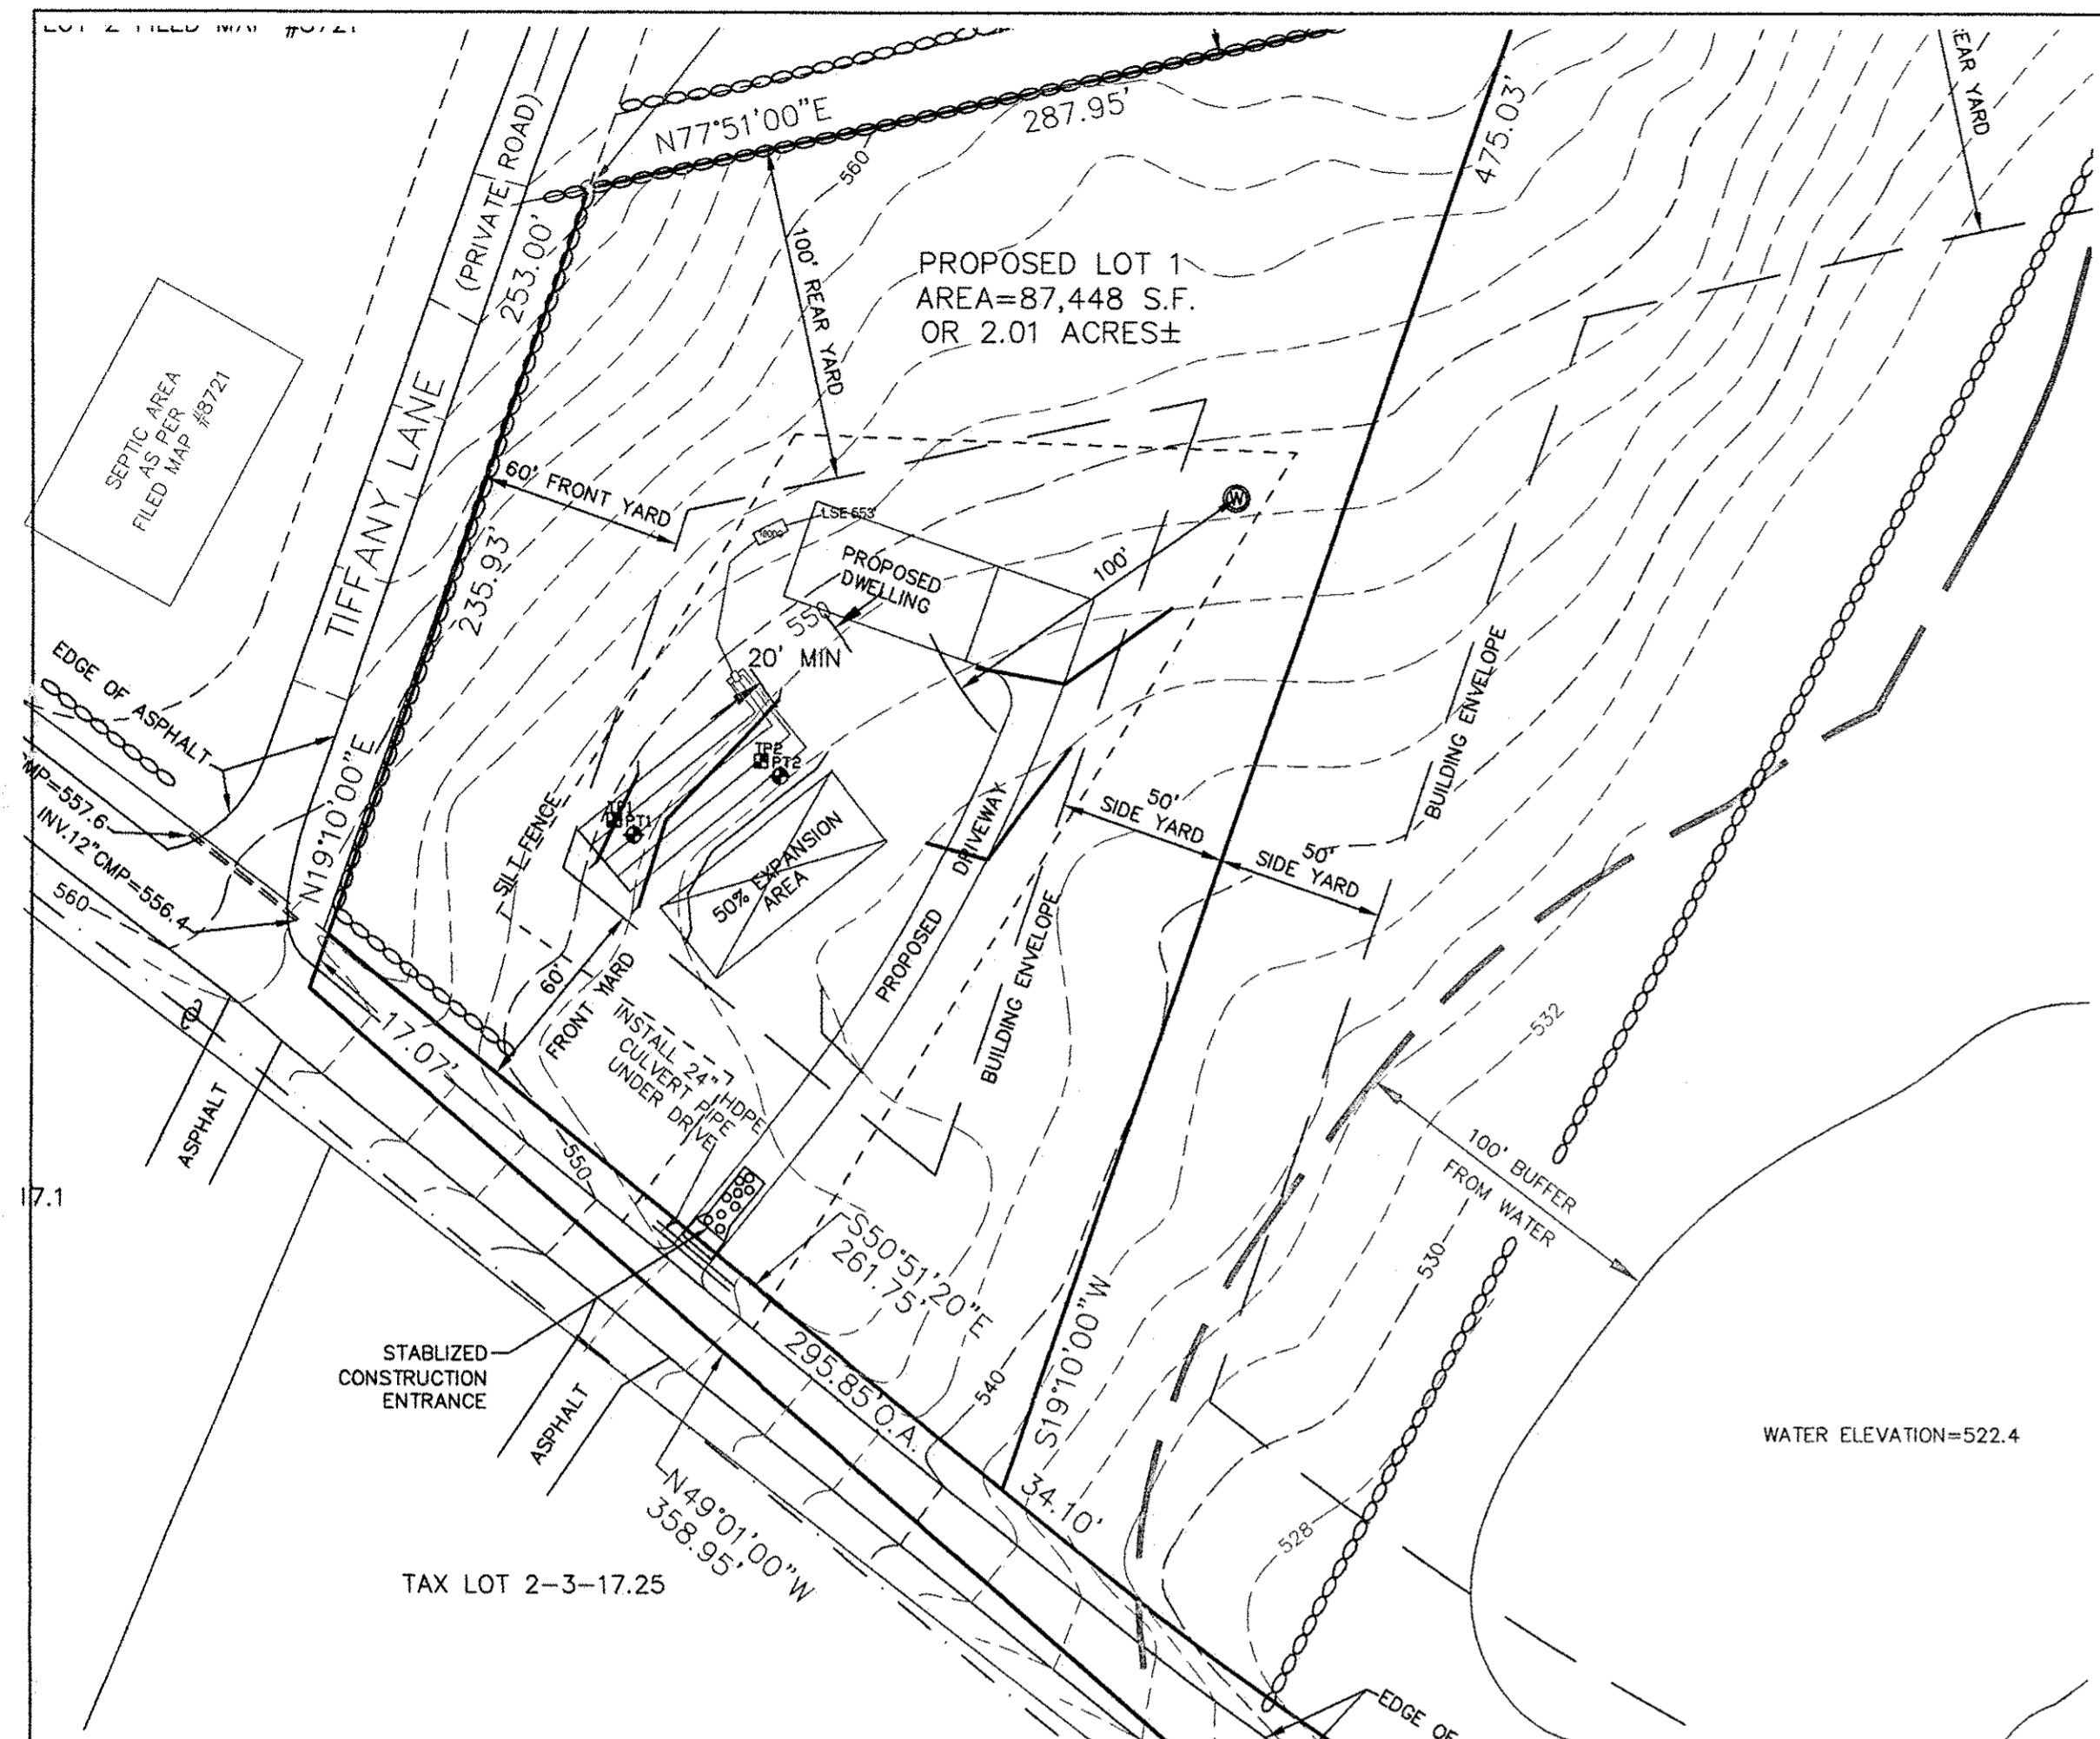 N77°51'00"E
287.95'
475.03'
REAR YARD
(PRIVATE ROAD)
253.00'
560
100' REAR YARD
PROPOSED LOT 1
AREA=87,448 S.F.
OR 2.01 ACRES±
SEPTIC AREA
AS PER
FILED MAP #8721
TIFFANY LANE
60' FRONT YARD
235.93'
W
100'
PROPOSED
DWELLING
550
20' MIN
EDGE OF ASPHALT
N19°10'00"E
CMP=557.6
INV.12"CMP=556.4
560
TP2
PT2
TP1
PT1
SILT FENCE
50% EXPANSION
AREA
PROPOSED DRIVEWAY
50'
SIDE YARD
50'
SIDE YARD
BUILDING ENVELOPE
BUILDING ENVELOPE
60'
FRONT YARD
INSTALL 24" HDPE
CULVERT PIPE
UNDER DRIVE
17.07'
ASPHALT
550
532
100' BUFFER
FROM WATER
17.1
S50°51'20"E
261.75'
530
STABLIZED
CONSTRUCTION
ENTRANCE
ASPHALT
295.85'O.A.
540
S19°10'00"W
34.10'
WATER ELEVATION=522.4
N49°01'00"W
358.95'
528
TAX LOT 2-3-17.25
EDGE OF